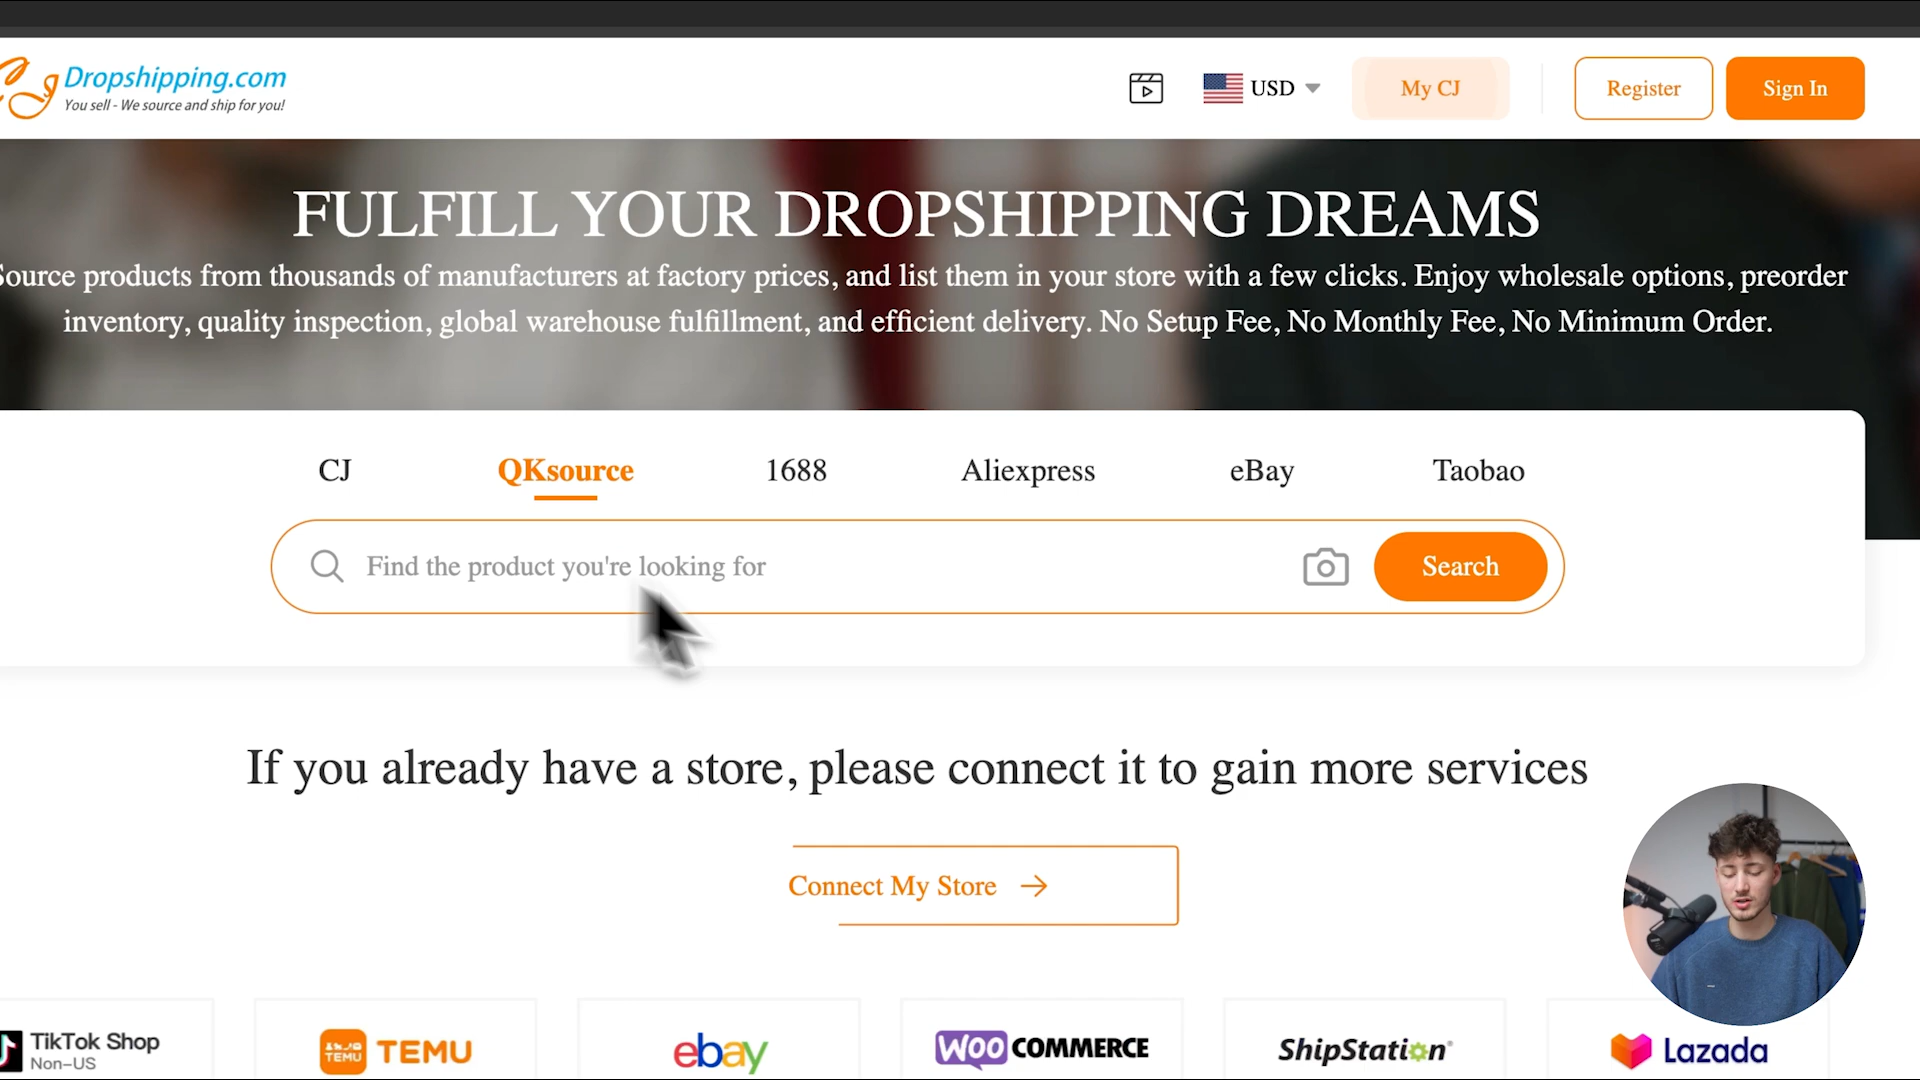 Dropshipping.com
You sell - We source and ship for you!
USD
My CJ
Register
Sign In
FULFILL YOUR DROPSHIPPING DREAMS
Source products from thousands of manufacturers at factory prices, and list them in your store with a few clicks. Enjoy wholesale options, preorder
inventory, quality inspection, global warehouse fulfillment, and efficient delivery. No Setup Fee, No Monthly Fee, No Minimum Order.
CJ
QKsource
1688
Aliexpress
eBay
Taobao
Find the product you're looking for
Search
If you already have a store, please connect it to gain more services
Connect My Store
TikTok Shop
Non-US
TEMU
TEMU
ebay
WOO COMMERCE
ShipStation
Lazada